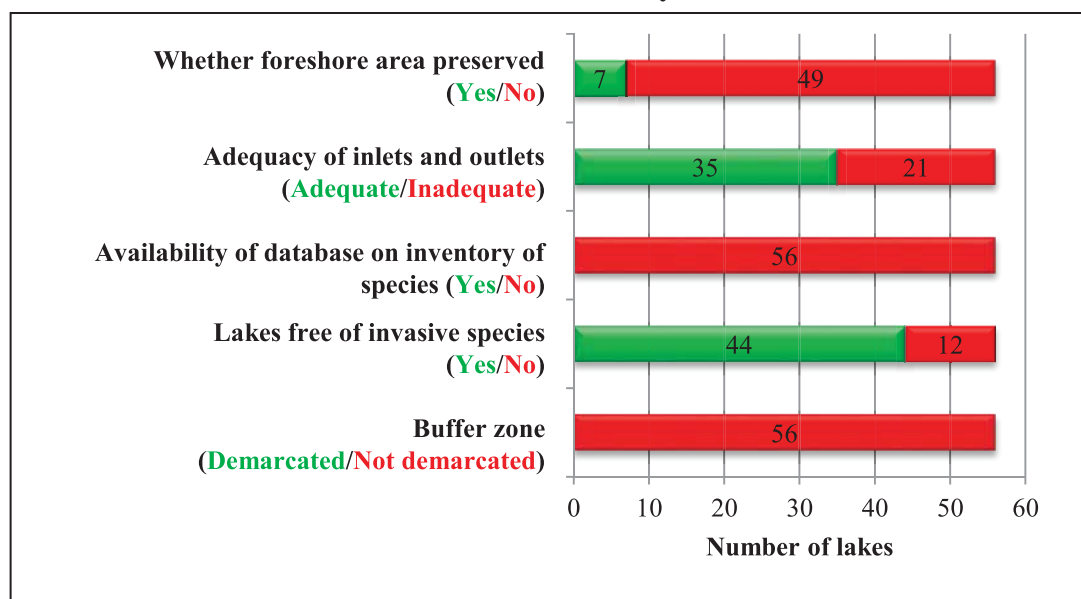 Whether foreshore area preserved
(Yes/No)
7 49
Adequacy of inlets and outlets
(Adequate/Inadequate)
35 21
Availability of database on inventory of
species (Yes/No)
56
Lakes free of invasive species
(Yes/No)
44 12
Buffer zone
(Demarcated/Not demarcated)
56
0 10 20 30 40 50 60
Number of lakes